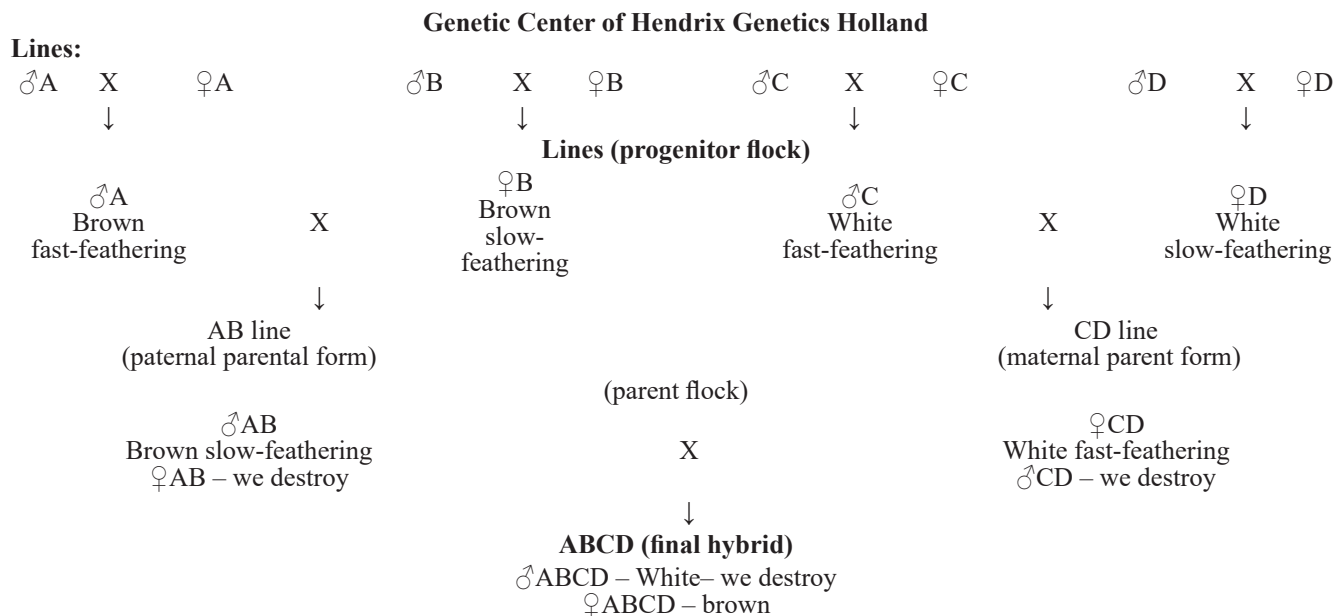 Genetic Center of Hendrix Genetics Holland
Lines:
♂A X ♀A ♂B X ♀B ♂C X ♀C ♂D X ♀D
↓ ↓ ↓ ↓
Lines (progenitor flock)
♂A
Brown
fast-feathering
X
♀B
Brown
slow-
feathering
♂C
White
fast-feathering
X
♀D
White
slow-feathering
↓ ↓
AB line
(paternal parental form)
CD line
(maternal parent form)
(parent flock)
♂AB
Brown slow-feathering
♀AB – we destroy
X
♀CD
White fast-feathering
♂CD – we destroy
↓
ABCD (final hybrid)
♂ABCD – White– we destroy
♀ABCD – brown